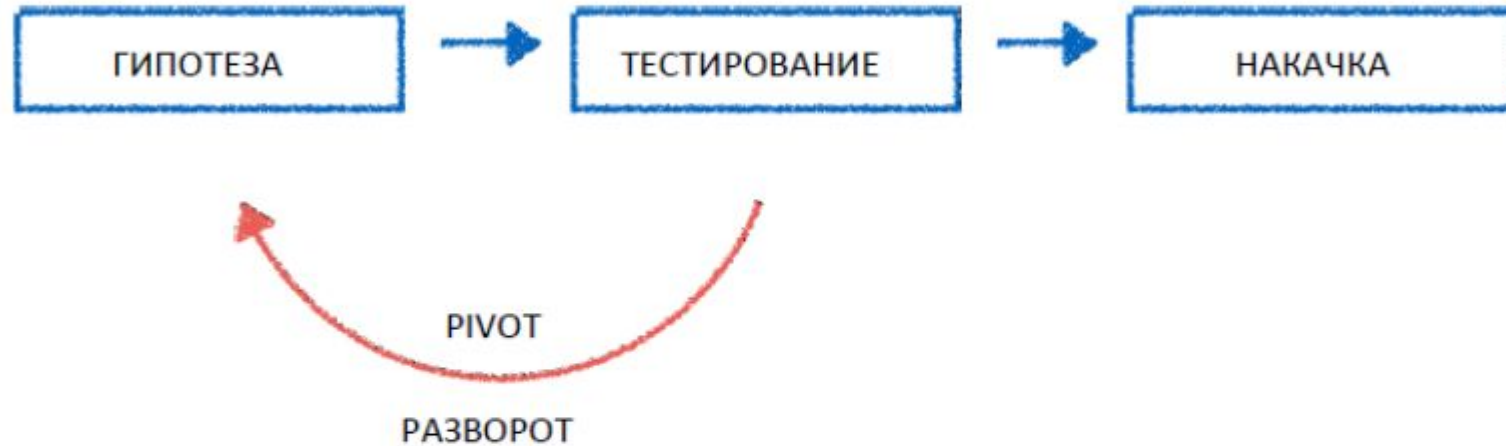 ГИПОТЕЗА
ТЕСТИРОВАНИЕ
НАКАЧКА
PIVOT
РАЗВОРОТ